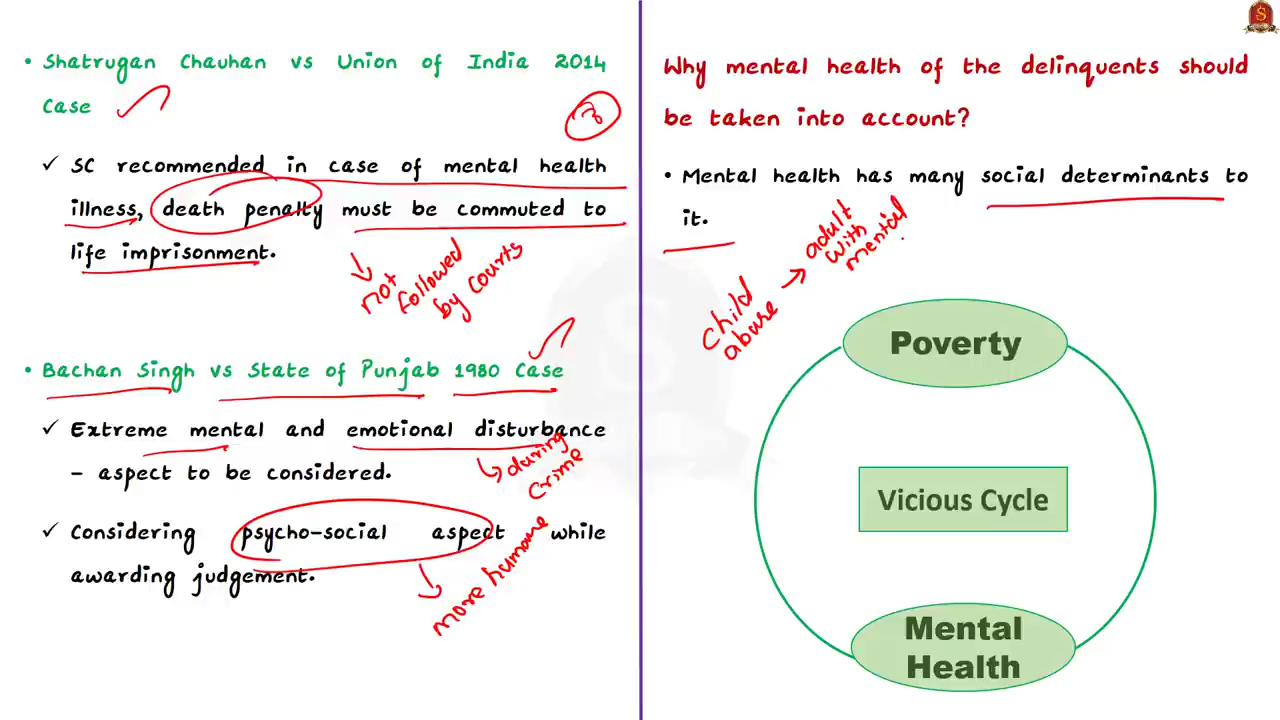 • Shatrugan Chauhan vs Union of India 2014
Case
3
✓ SC recommended in case of mental health
illness, death penalty must be commuted to
life imprisonment.
not
followed
by courts
• Bachan Singh vs State of Punjab 1980 Case
✓ Extreme mental and emotional disturbance
- aspect to be considered.
during
crime
✓ Considering psycho-social aspect while
awarding judgement.
more humane
Why mental health of the delinquents should
be taken into account?
• Mental health has many social determinants to
it.
child
abuse
adult
with
mental
Poverty
Vicious Cycle
Mental
Health